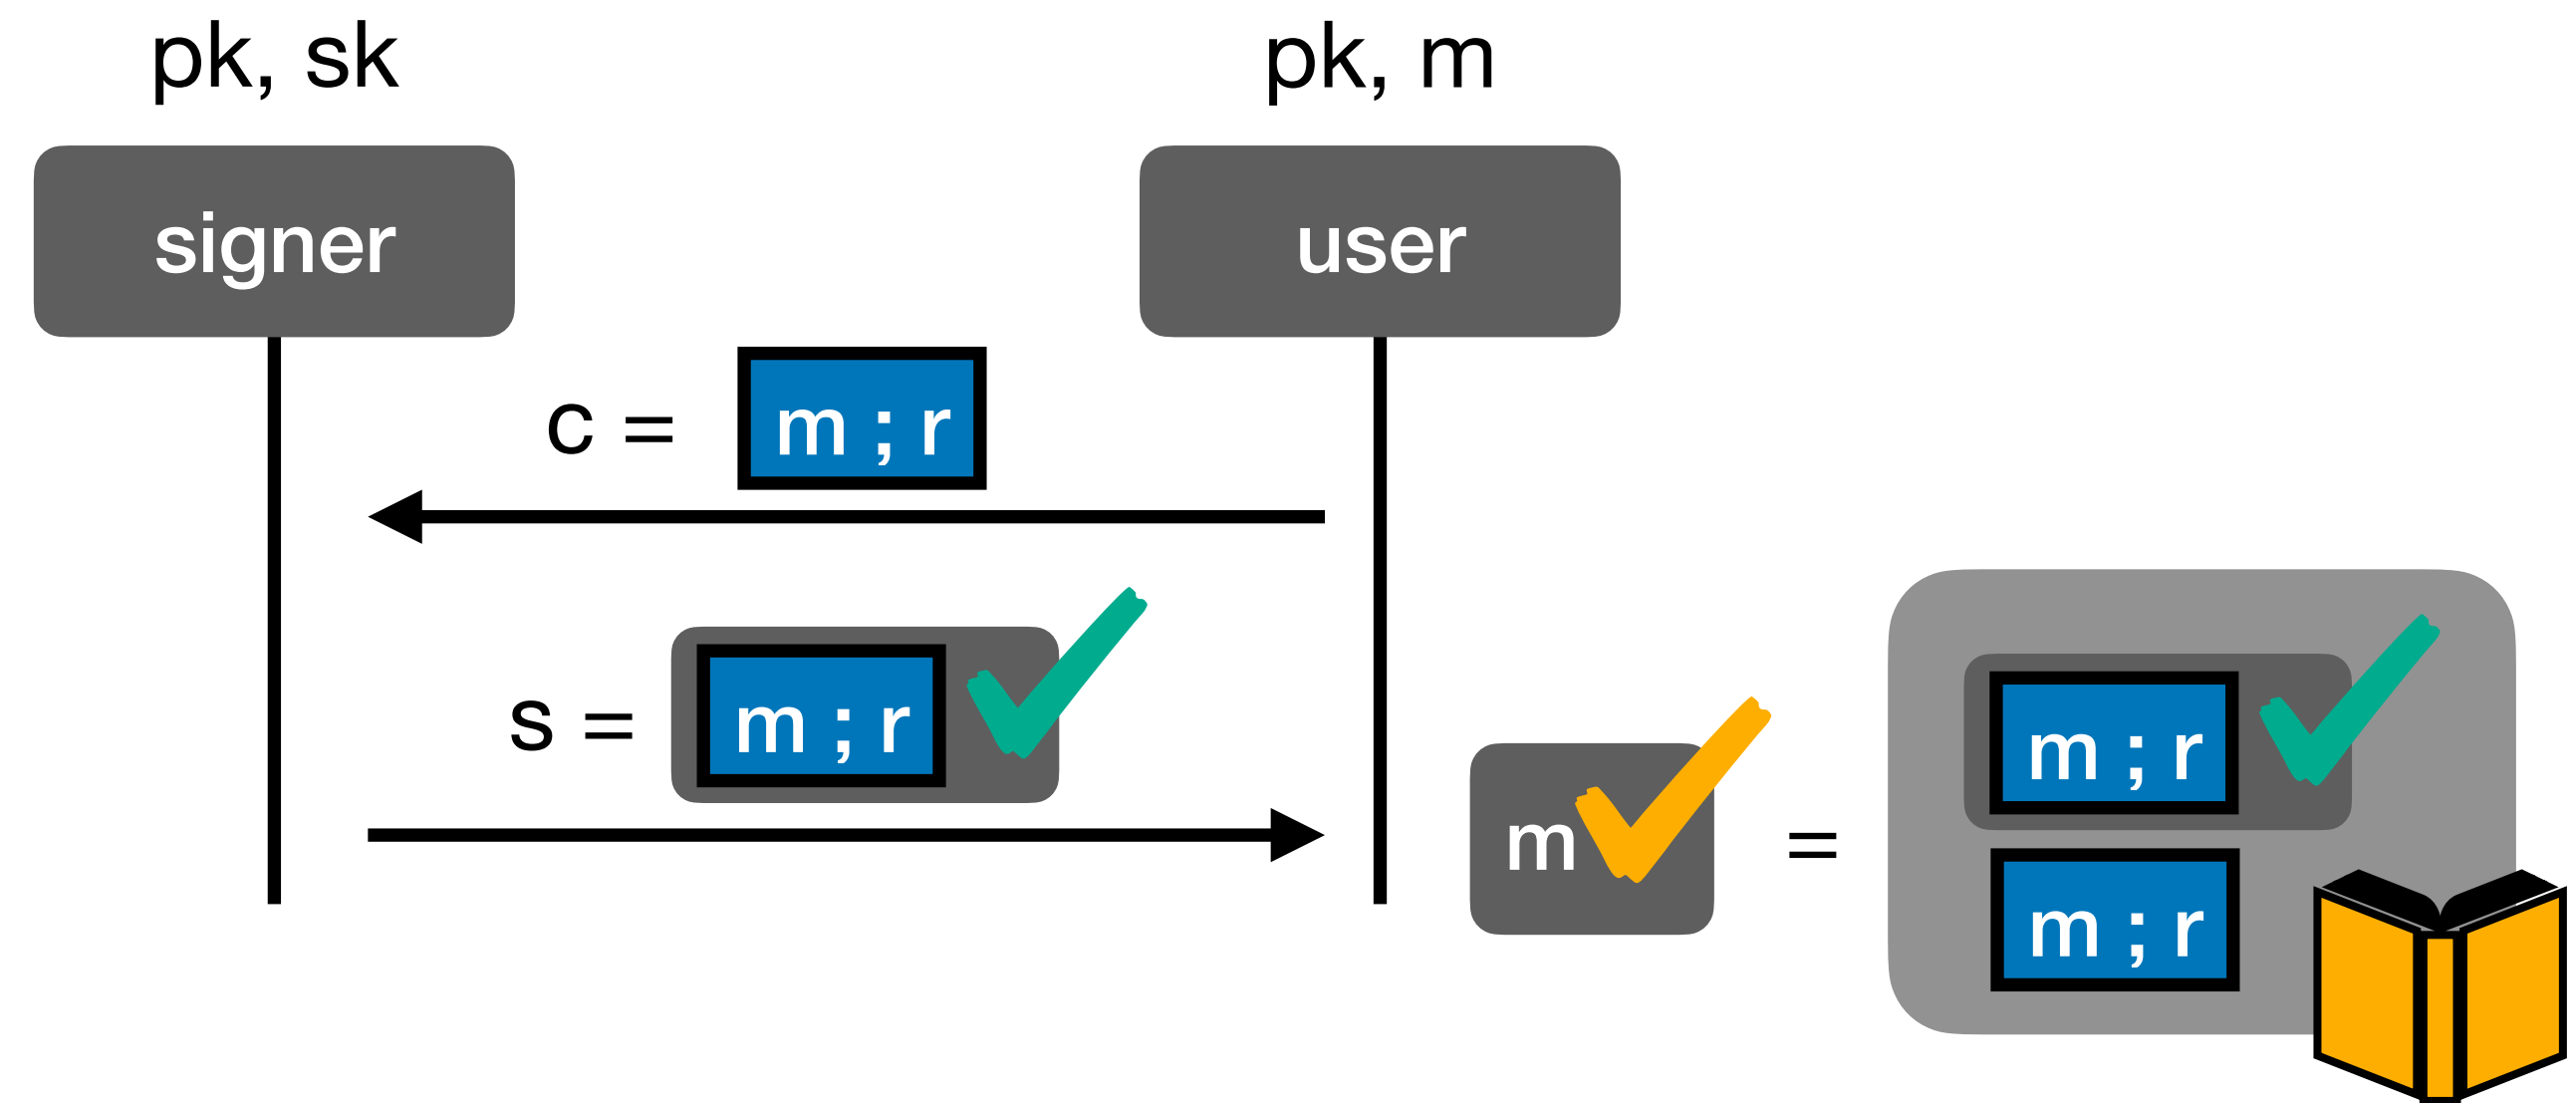 pk, sk
pk, m
signer
user
c = m ; r
s = m ; r
m = m ; r
m ; r